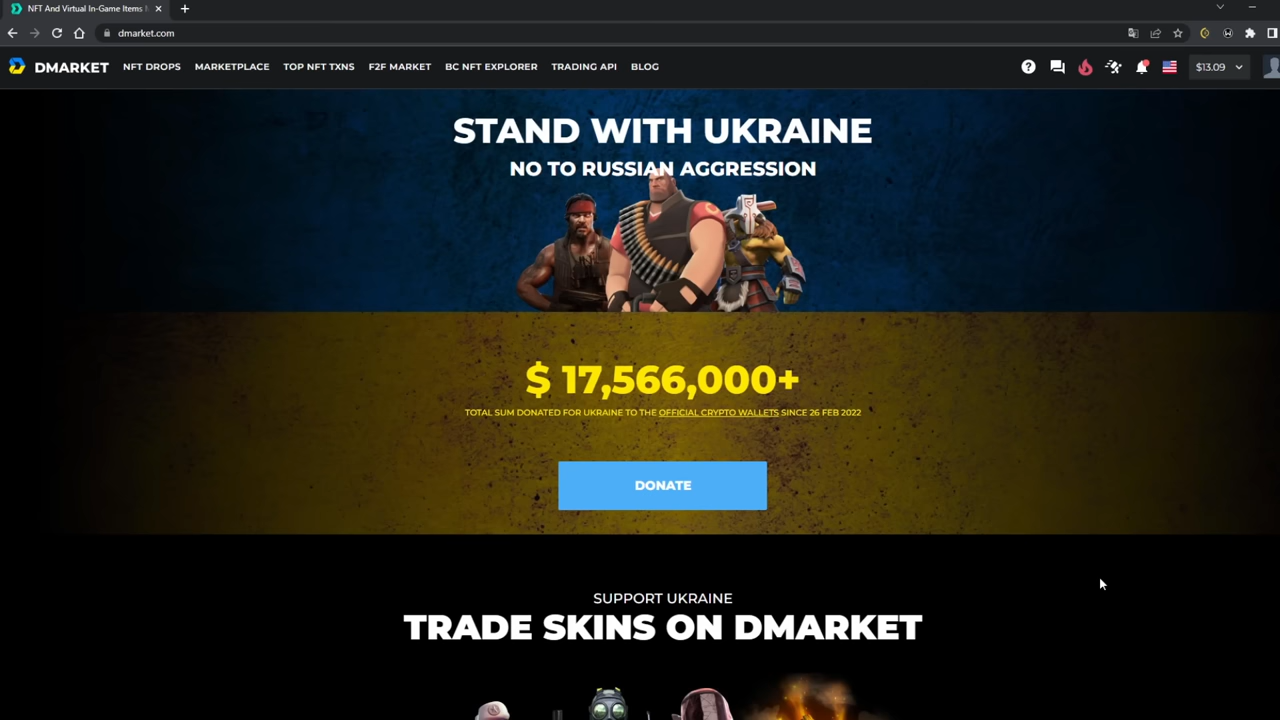 NFT And Virtual In-Game Items
dmarket.com
DMARKET NFT DROPS MARKETPLACE TOP NFT TXNS F2F MARKET BC NFT EXPLORER TRADING API BLOG $13.09
STAND WITH UKRAINE
NO TO RUSSIAN AGGRESSION
$ 17,566,000+
TOTAL SUM DONATED FOR UKRAINE TO THE OFFICIAL CRYPTO WALLETS SINCE 26 FEB 2022
DONATE
SUPPORT UKRAINE
TRADE SKINS ON DMARKET